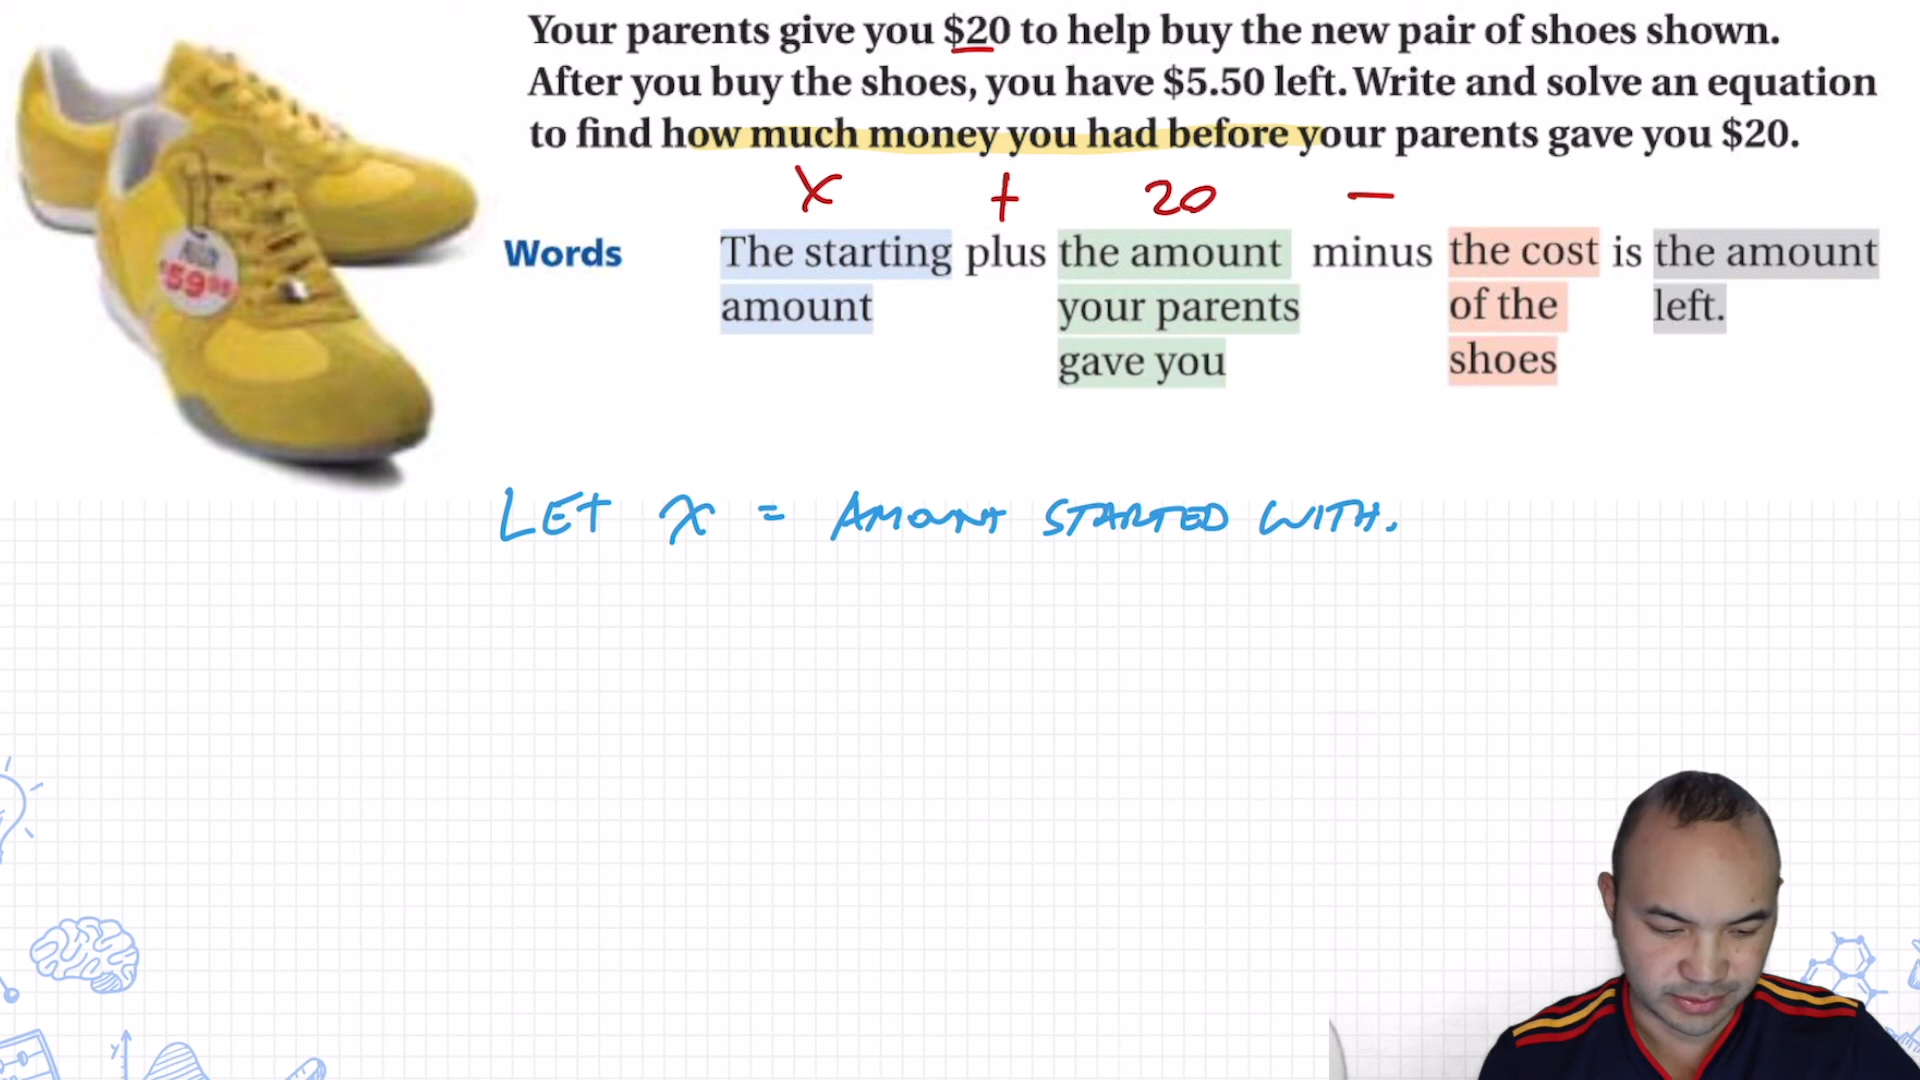 Your parents give you $20 to help buy the new pair of shoes shown.
After you buy the shoes, you have $5.50 left. Write and solve an equation
to find how much money you had before your parents gave you $20.
x + 20 −
Words The starting plus the amount minus the cost is the amount
amount your parents of the left.
gave you shoes
LET x = AMOUNT STARTED WITH.